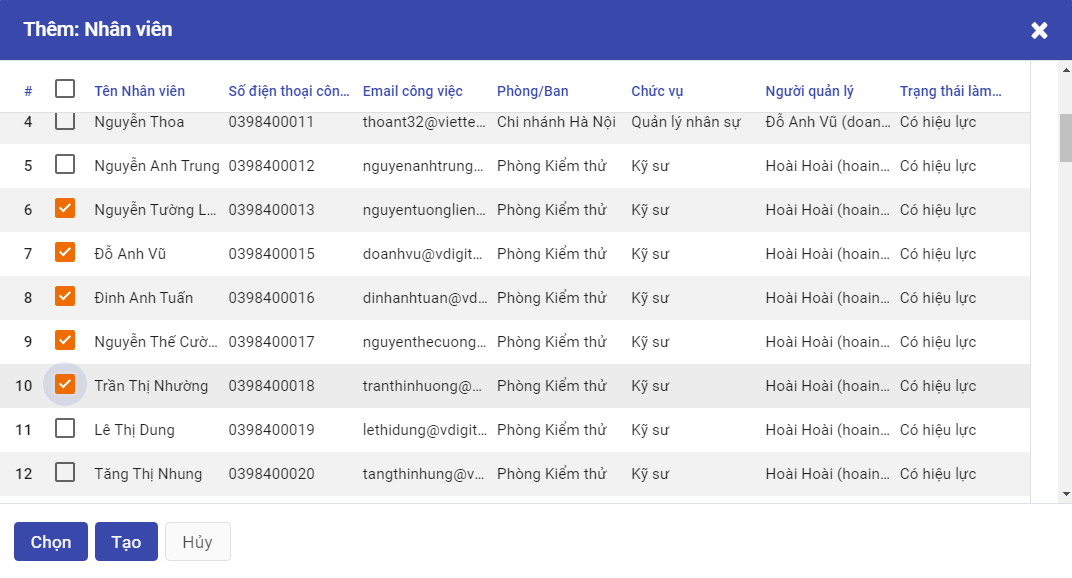 Thêm: Nhân viên
# Tên Nhân viên Số điện thoại côn... Email công việc Phòng/Ban Chức vụ Người quản lý Trạng thái làm...
4 Nguyễn Thoa 0398400011 thoant32@viette... Chi nhánh Hà Nội Quản lý nhân sự Đỗ Anh Vũ (doan... Có hiệu lực
5 Nguyễn Anh Trung 0398400012 nguyenanhtrung... Phòng Kiểm thử Kỹ sư Hoài Hoài (hoain... Có hiệu lực
6 Nguyễn Tường L... 0398400013 nguyentuonglien... Phòng Kiểm thử Kỹ sư Hoài Hoài (hoain... Có hiệu lực
7 Đỗ Anh Vũ 0398400015 doanhvu@vdigit... Phòng Kiểm thử Kỹ sư Hoài Hoài (hoain... Có hiệu lực
8 Đinh Anh Tuấn 0398400016 dinhanhtuan@vd... Phòng Kiểm thử Kỹ sư Hoài Hoài (hoain... Có hiệu lực
9 Nguyễn Thế Cườ... 0398400017 nguyenthecuong... Phòng Kiểm thử Kỹ sư Hoài Hoài (hoain... Có hiệu lực
10 Trần Thị Nhường 0398400018 tranthinhuong@... Phòng Kiểm thử Kỹ sư Hoài Hoài (hoain... Có hiệu lực
11 Lê Thị Dung 0398400019 lethidung@vdigit... Phòng Kiểm thử Kỹ sư Hoài Hoài (hoain... Có hiệu lực
12 Tăng Thị Nhung 0398400020 tangthinhung@v... Phòng Kiểm thử Kỹ sư Hoài Hoài (hoain... Có hiệu lực
Chọn Tạo Hủy